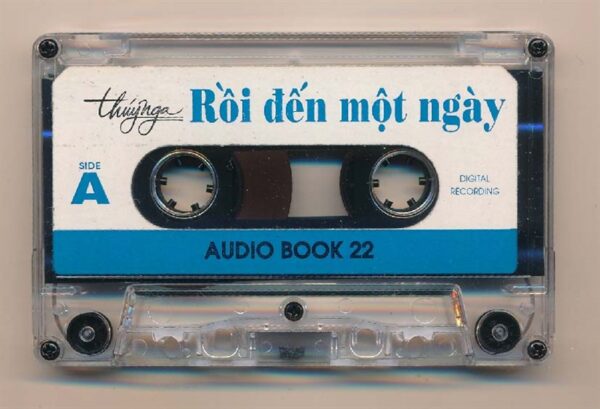 thúynga Rồi đến một ngày
SIDE
A
DIGITAL
RECORDING
AUDIO BOOK 22